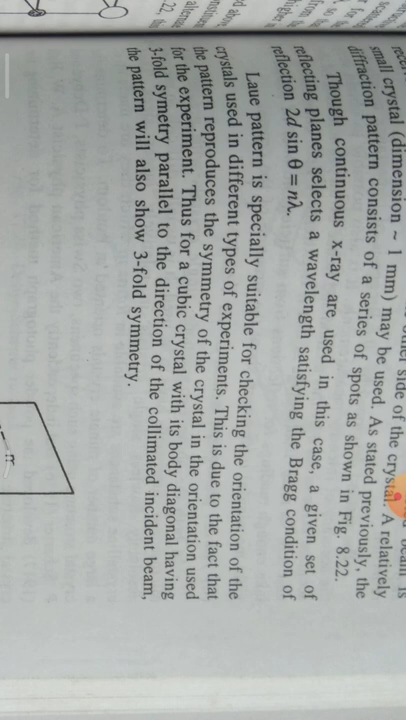 side of the crystal. A relatively
small crystal (dimension ~ 1 mm) may be used. As stated previously, the
diffraction pattern consists of a series of spots as shown in Fig. 8.22.
Though continuous x-ray are used in this case, a given set of
reflecting planes selects a wavelength satisfying the Bragg condition of
reflection 2d sin θ = nλ.
Laue pattern is specially suitable for checking the orientation of the
crystals used in different types of experiments. This is due to the fact that
the pattern reproduces the symmetry of the crystal in the orientation used
for the experiment. Thus for a cubic crystal with its body diagonal having
3-fold symetry parallel to the direction of the collimated incident beam,
the pattern will also show 3-fold symmetry.